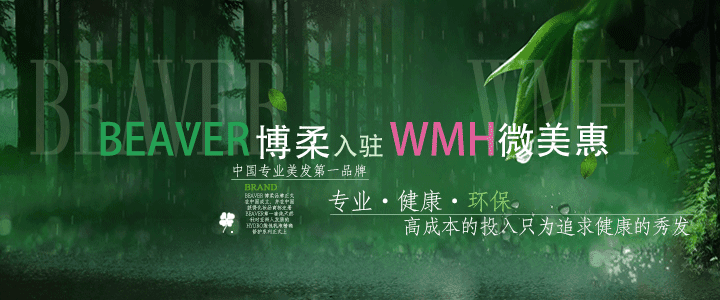 BEAVER WMH
BEAVER博柔入驻 WMH微美惠
中国专业美发第一品牌
BRAND
专业·健康·环保
高成本的投入只为追求健康的秀发